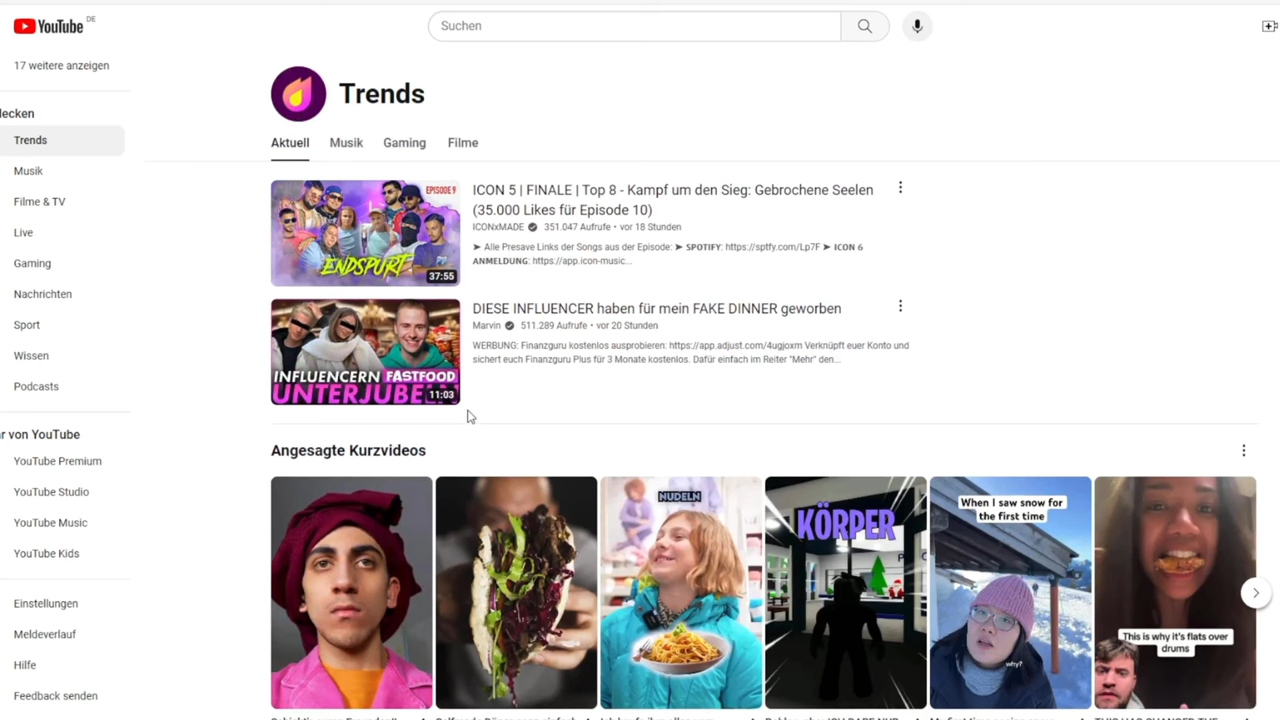 YouTube DE
Suchen
17 weitere anzeigen
decken
Trends
Musik
Filme & TV
Live
Gaming
Nachrichten
Sport
Wissen
Podcasts
r von YouTube
YouTube Premium
YouTube Studio
YouTube Music
YouTube Kids
Einstellungen
Meldeverlauf
Hilfe
Feedback senden
Trends
Aktuell Musik Gaming Filme
EPISODE 9
ENDSPURT
37:55
ICON 5 | FINALE | Top 8 - Kampf um den Sieg: Gebrochene Seelen
(35.000 Likes für Episode 10)
ICONxMADE 351.047 Aufrufe • vor 18 Stunden
➤ Alle Presave Links der Songs aus der Episode: ➤ SPOTIFY: https://sptfy.com/Lp7F ➤ ICON 6
ANMELDUNG: https://app.icon-music...
INFLUENCERN FASTFOOD
UNTERJUBELN
11:03
DIESE INFLUENCER haben für mein FAKE DINNER geworben
Marvin 511.289 Aufrufe • vor 20 Stunden
WERBUNG: Finanzguru kostenlos ausprobieren: https://app.adjust.com/4ugjoxm Verknüpft euer Konto und
sichert euch Finanzguru Plus für 3 Monate kostenlos. Dafür einfach im Reiter "Mehr" den...
Angesagte Kurzvideos
NUDELN
KÖRPER
When I saw snow for
the first time
why?
This is why it's flats over
drums